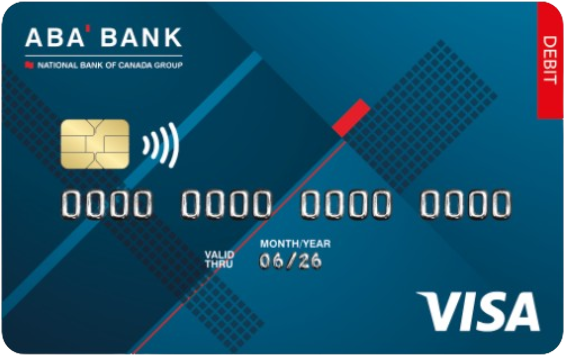 ABA' BANK
NATIONAL BANK OF CANADA GROUP
DEBIT
0000 0000 0000 0000
MONTH/YEAR
VALID THRU 06/26
VISA